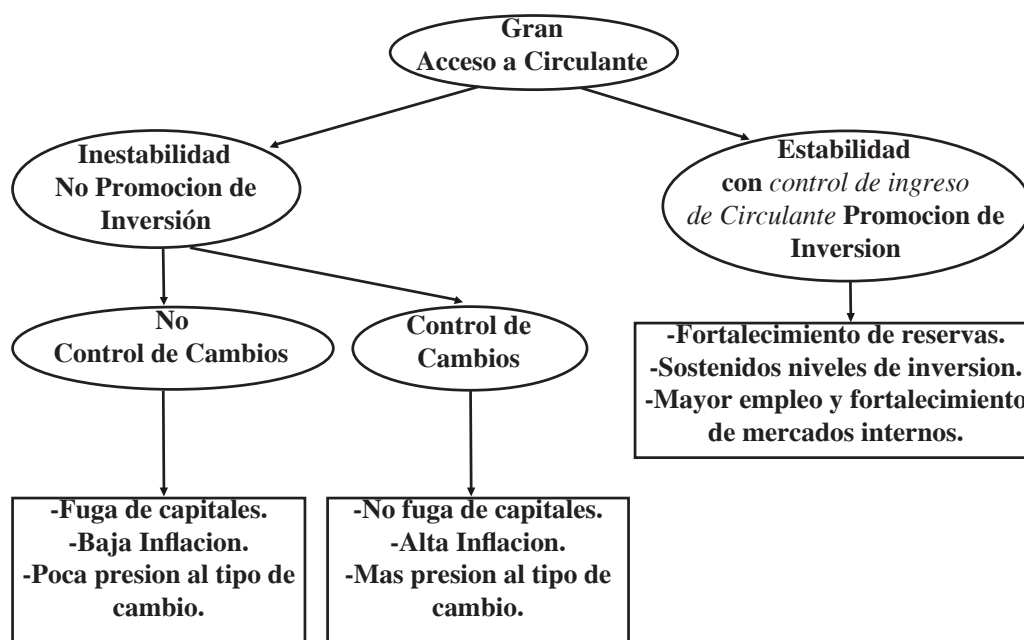 Gran
Acceso a Circulante
Inestabilidad
No Promocion de
Inversión
Estabilidad
con control de ingreso
de Circulante Promocion de
Inversion
No
Control de Cambios
Control de
Cambios
-Fortalecimiento de reservas.
-Sostenidos niveles de inversion.
-Mayor empleo y fortalecimiento
de mercados internos.
-Fuga de capitales.
-Baja Inflacion.
-Poca presion al tipo de
cambio.
-No fuga de capitales.
-Alta Inflacion.
-Mas presion al tipo de
cambio.